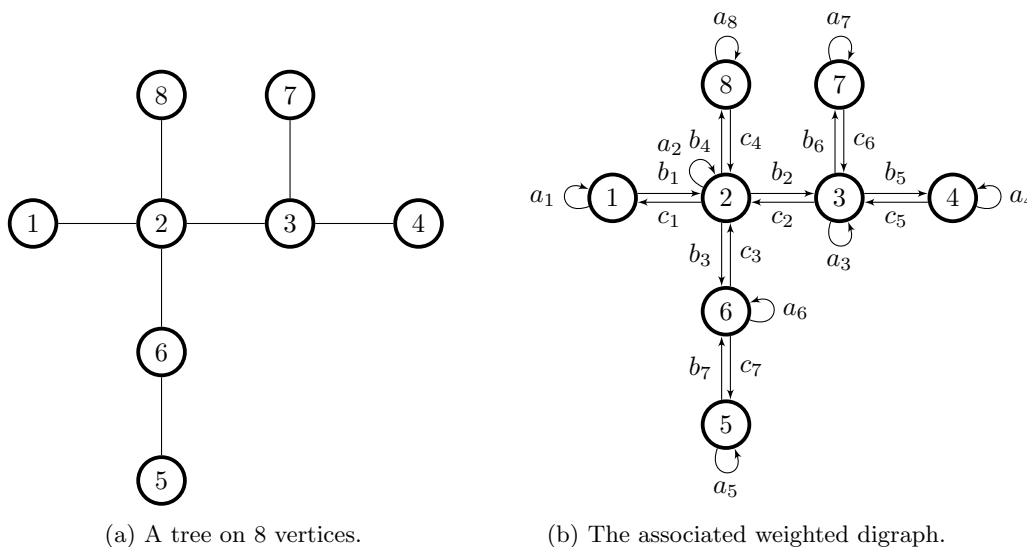 8 7
1 2 3 4
6
5
(a) A tree on 8 vertices.
a₈ a₇
8 7
a₂ b₄ c₄ b₆ c₆
a₁ 1 b₁ c₁ 2 b₂ c₂ 3 b₅ c₅ 4 a₄
b₃ c₃ a₃
6 a₆
b₇ c₇
5
a₅
(b) The associated weighted digraph.